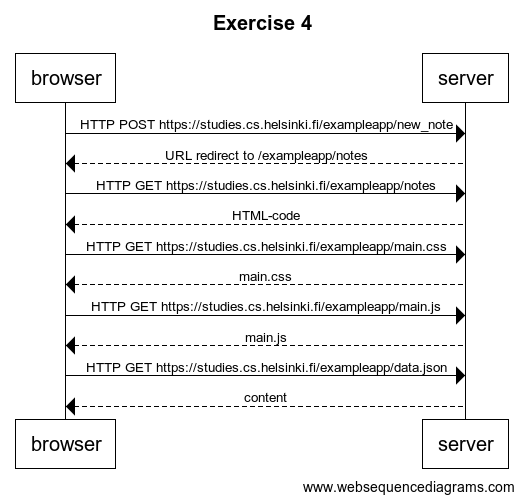 Exercise 4
browser server
HTTP POST https://studies.cs.helsinki.fi/exampleapp/new_note
URL redirect to /exampleapp/notes
HTTP GET https://studies.cs.helsinki.fi/exampleapp/notes
HTML-code
HTTP GET https://studies.cs.helsinki.fi/exampleapp/main.css
main.css
HTTP GET https://studies.cs.helsinki.fi/exampleapp/main.js
main.js
HTTP GET https://studies.cs.helsinki.fi/exampleapp/data.json
content
browser server
www.websequencediagrams.com